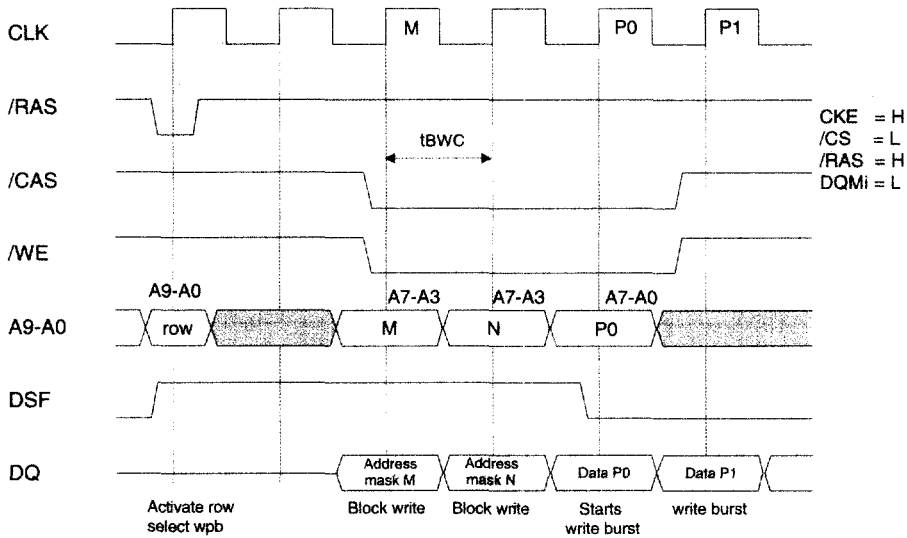 CLK
M
P0
P1
/RAS
CKE = H
/CS = L
/RAS = H
DQMi = L
tBWC
/CAS
/WE
A9-A0
A7-A3
A7-A3
A7-A0
A9-A0
row
M
N
P0
DSF
DQ
Address
mask M
Address
mask N
Data P0
Data P1
Activate row
select wpb
Block write
Block write
Starts
write burst
write burst